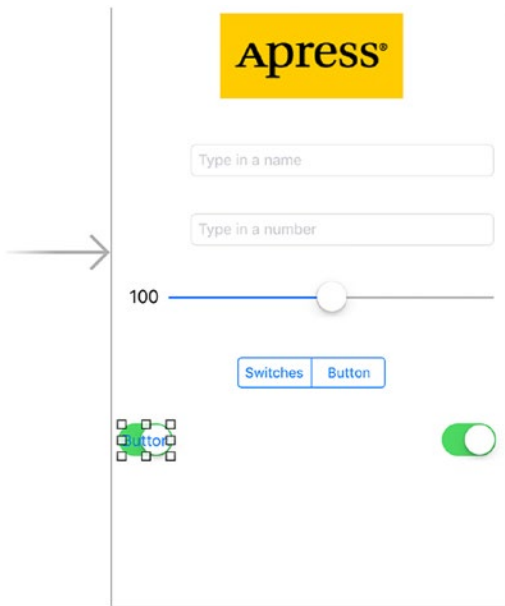 Apress®
Type in a name
Type in a number
100
Switches Button
Button